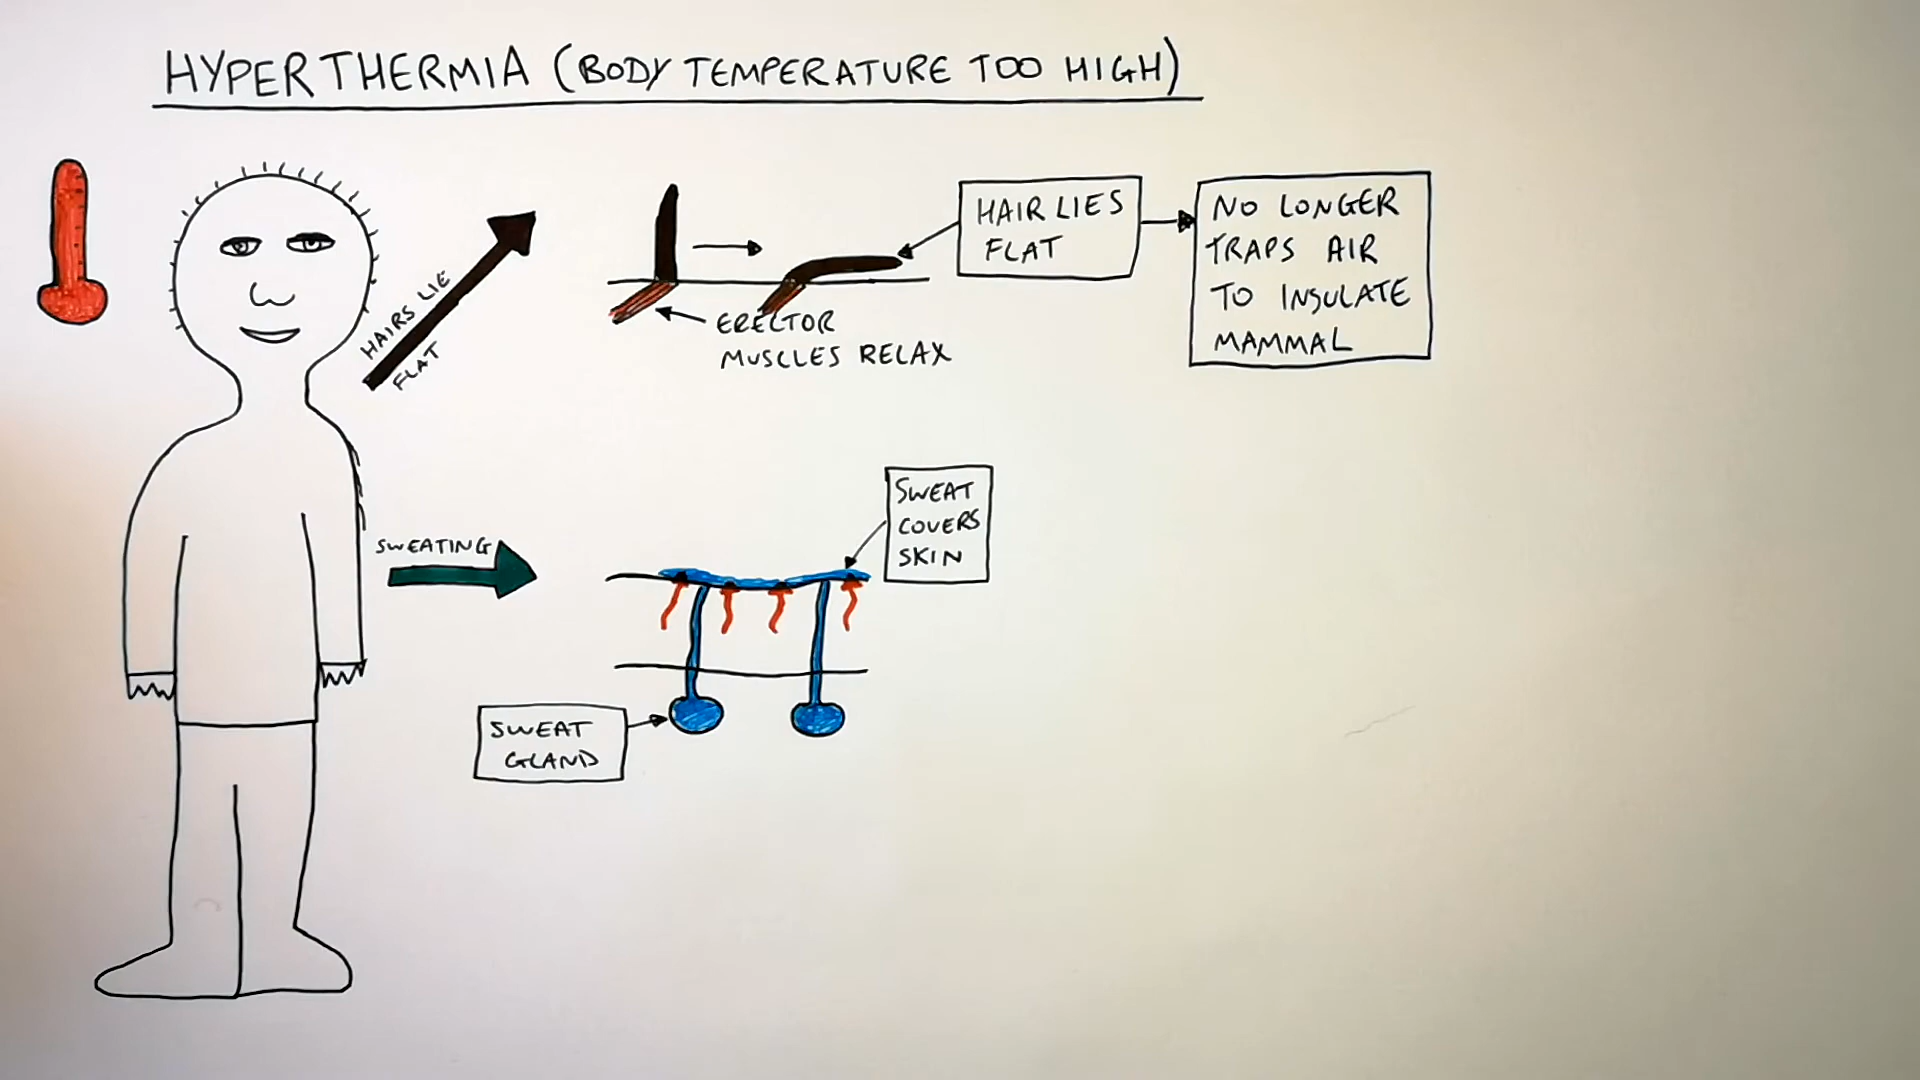 HYPERTHERMIA (BODY TEMPERATURE TOO HIGH)
HAIRS LIE
FLAT
ERECTOR
MUSCLES RELAX
HAIR LIES
FLAT
NO LONGER
TRAPS AIR
TO INSULATE
MAMMAL
SWEATING
SWEAT
COVERS
SKIN
SWEAT
GLAND